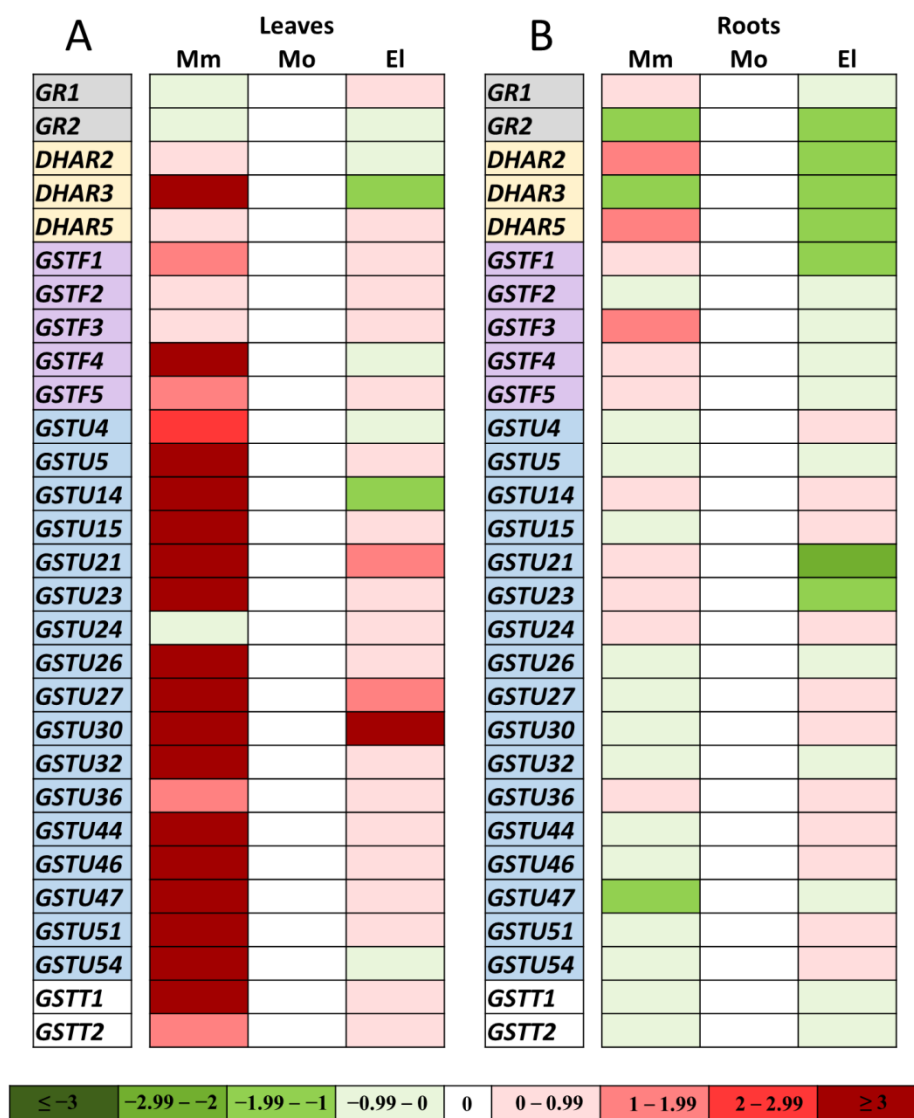 A Leaves B Roots
Mm Mo El Mm Mo El
GR1 GR1
GR2 GR2
DHAR2 DHAR2
DHAR3 DHAR3
DHAR5 DHAR5
GSTF1 GSTF1
GSTF2 GSTF2
GSTF3 GSTF3
GSTF4 GSTF4
GSTF5 GSTF5
GSTU4 GSTU4
GSTU5 GSTU5
GSTU14 GSTU14
GSTU15 GSTU15
GSTU21 GSTU21
GSTU23 GSTU23
GSTU24 GSTU24
GSTU26 GSTU26
GSTU27 GSTU27
GSTU30 GSTU30
GSTU32 GSTU32
GSTU36 GSTU36
GSTU44 GSTU44
GSTU46 GSTU46
GSTU47 GSTU47
GSTU51 GSTU51
GSTU54 GSTU54
GSTT1 GSTT1
GSTT2 GSTT2
≤ −3 −2.99 – −2 −1.99 – −1 −0.99 – 0 0 0 – 0.99 1 – 1.99 2 – 2.99 ≥ 3